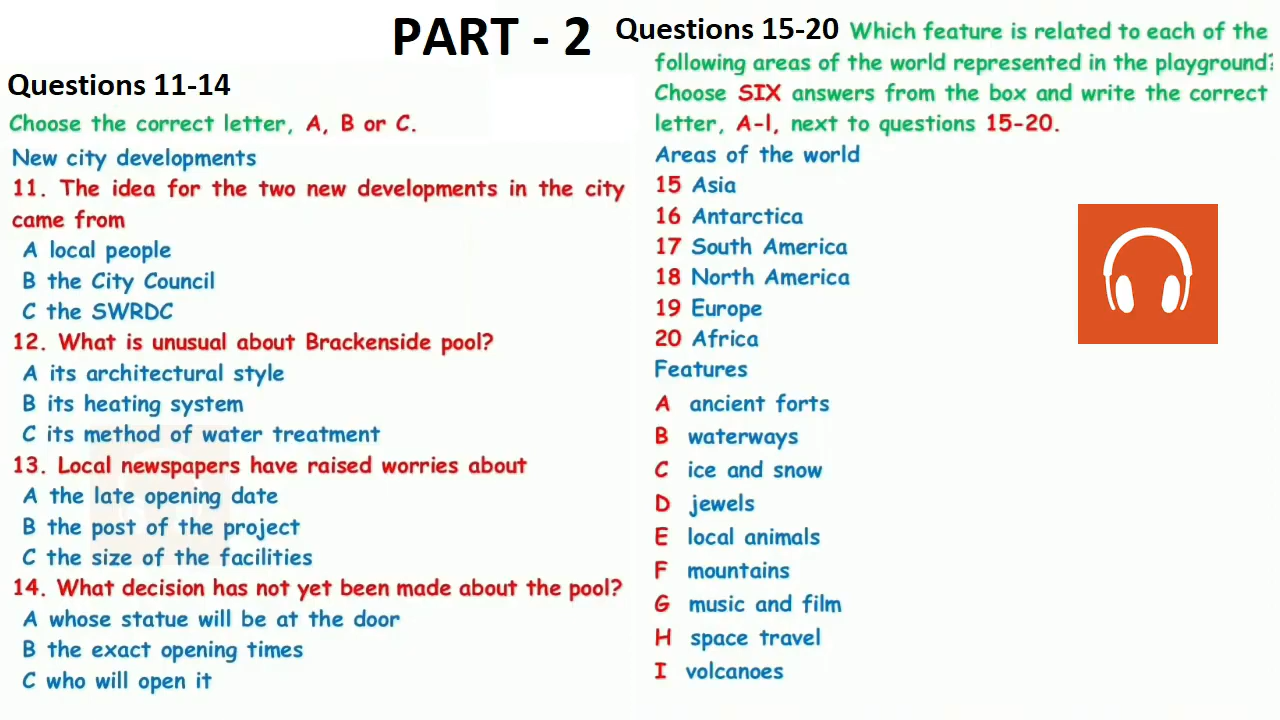 PART - 2
Questions 11-14
Choose the correct letter, A, B or C.
New city developments
11. The idea for the two new developments in the city
came from
A local people
B the City Council
C the SWRDC
12. What is unusual about Brackenside pool?
A its architectural style
B its heating system
C its method of water treatment
13. Local newspapers have raised worries about
A the late opening date
B the post of the project
C the size of the facilities
14. What decision has not yet been made about the pool?
A whose statue will be at the door
B the exact opening times
C who will open it
Questions 15-20 Which feature is related to each of the
following areas of the world represented in the playground?
Choose SIX answers from the box and write the correct
letter, A-l, next to questions 15-20.
Areas of the world
15 Asia
16 Antarctica
17 South America
18 North America
19 Europe
20 Africa
Features
A ancient forts
B waterways
C ice and snow
D jewels
E local animals
F mountains
G music and film
H space travel
I volcanoes